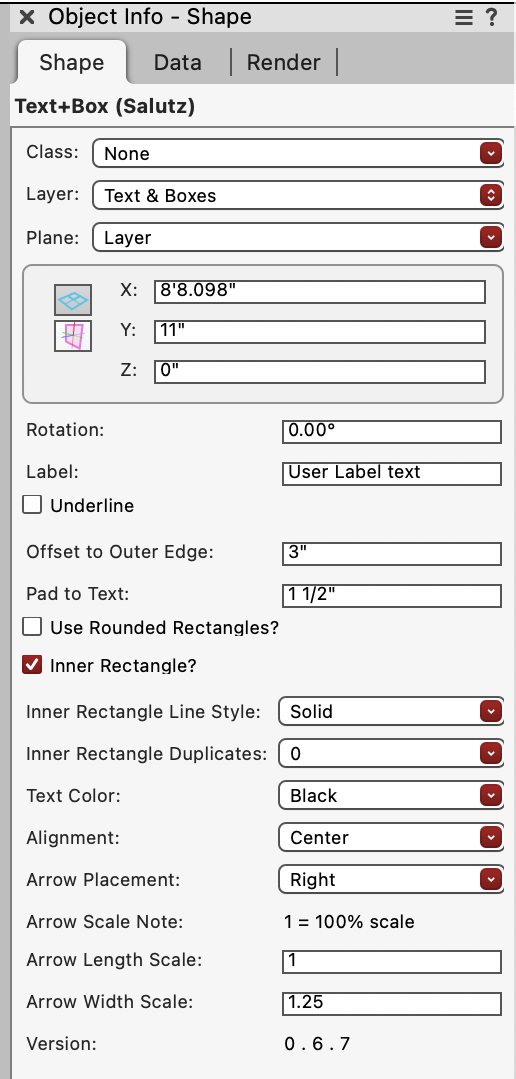 Object Info - Shape ?
Shape Data Render
Text+Box (Salutz)
Class: None
Layer: Text & Boxes
Plane: Layer
X: 8'8.098"
Y: 11"
Z: 0"
Rotation: 0.00°
Label: User Label text
Underline
Offset to Outer Edge: 3"
Pad to Text: 1 1/2"
Use Rounded Rectangles?
Inner Rectangle?
Inner Rectangle Line Style: Solid
Inner Rectangle Duplicates: 0
Text Color: Black
Alignment: Center
Arrow Placement: Right
Arrow Scale Note: 1 = 100% scale
Arrow Length Scale: 1
Arrow Width Scale: 1.25
Version: 0 . 6 . 7